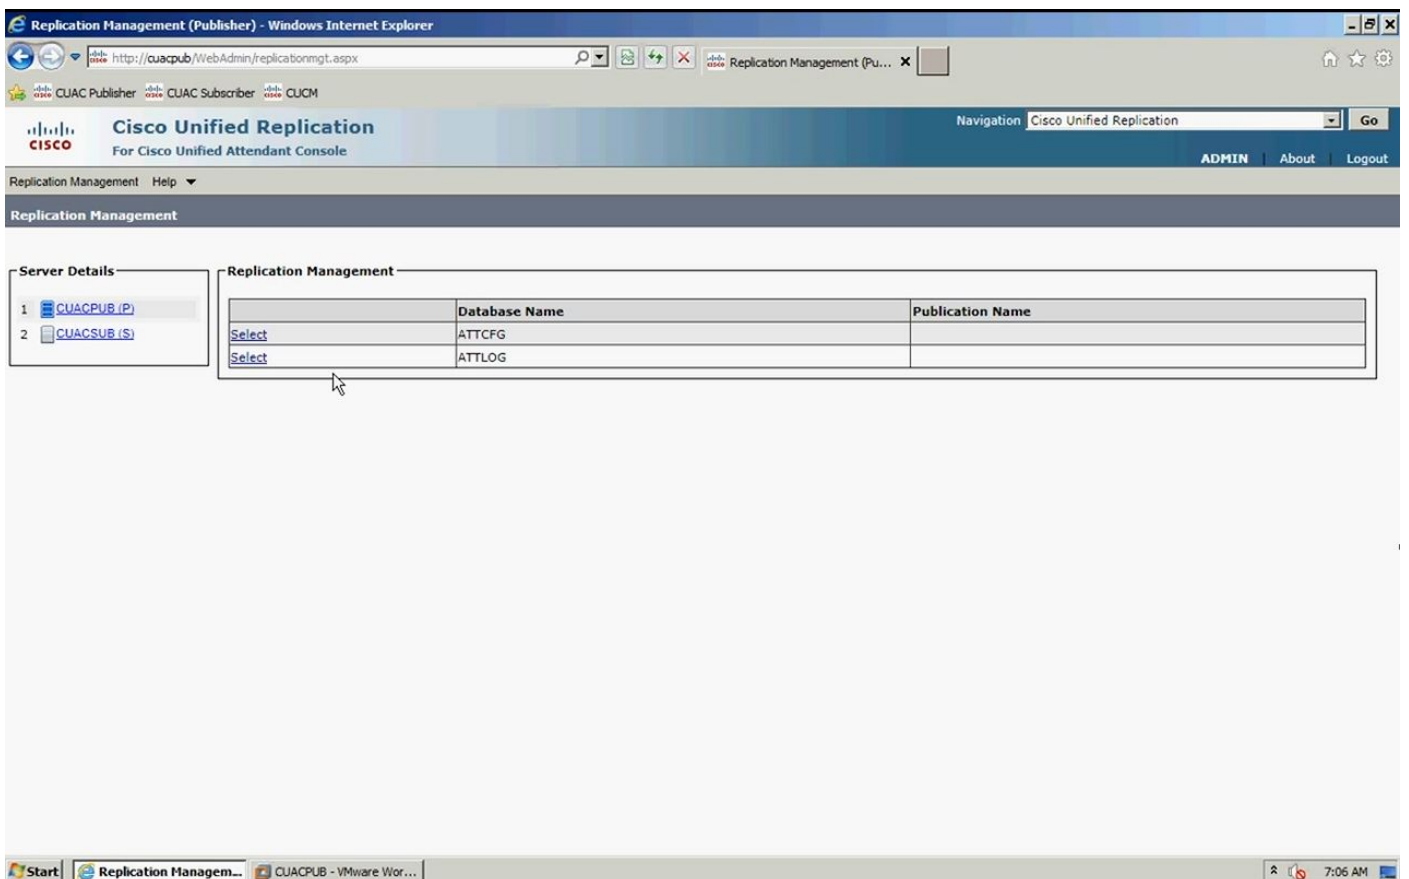 Replication Management (Publisher) - Windows Internet Explorer
http://cuacpub/WebAdmin/replicationmgt.aspx
Replication Management (Pu...
CUAC Publisher CUAC Subscriber CUCM
CISCO
Cisco Unified Replication
For Cisco Unified Attendant Console
Navigation Cisco Unified Replication Go
ADMIN | About | Logout
Replication Management Help
Replication Management
Server Details
1 CUACPUB (P)
2 CUACSUB (S)
Replication Management
Database Name Publication Name
Select ATTCFG
Select ATTLOG
Start Replication Managem... CUACPUB - VMware Wor... 7:06 AM